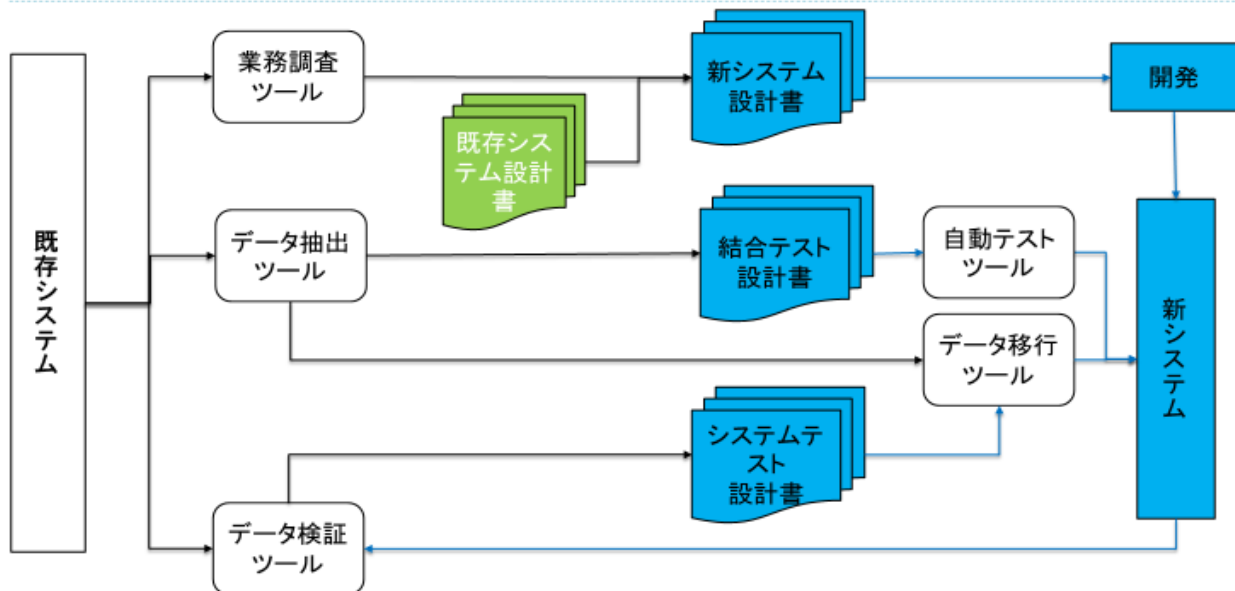 業務調査
ツール
新システム
設計書
開発
既存シス
テム設計
書
既存システム
データ抽出
ツール
結合テスト
設計書
自動テスト
ツール
新システム
データ移行
ツール
システムテ
スト
設計書
データ検証
ツール